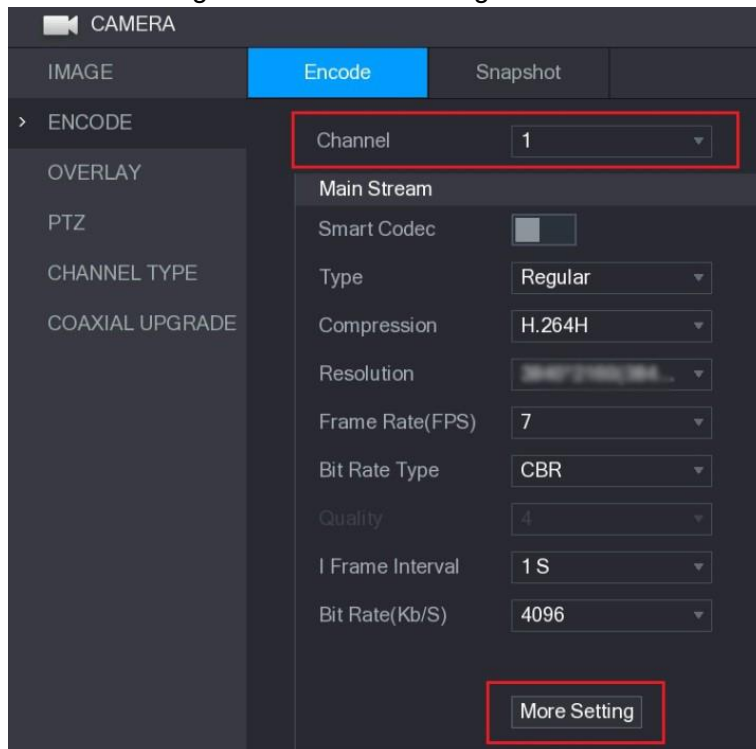 CAMERA
IMAGE
Encode Snapshot
> ENCODE
Channel 1
OVERLAY
Main Stream
PTZ
Smart Codec
CHANNEL TYPE
Type Regular
COAXIAL UPGRADE
Compression H.264H
Resolution
Frame Rate(FPS) 7
Bit Rate Type CBR
Quality 4
I Frame Interval 1 S
Bit Rate(Kb/S) 4096
More Setting